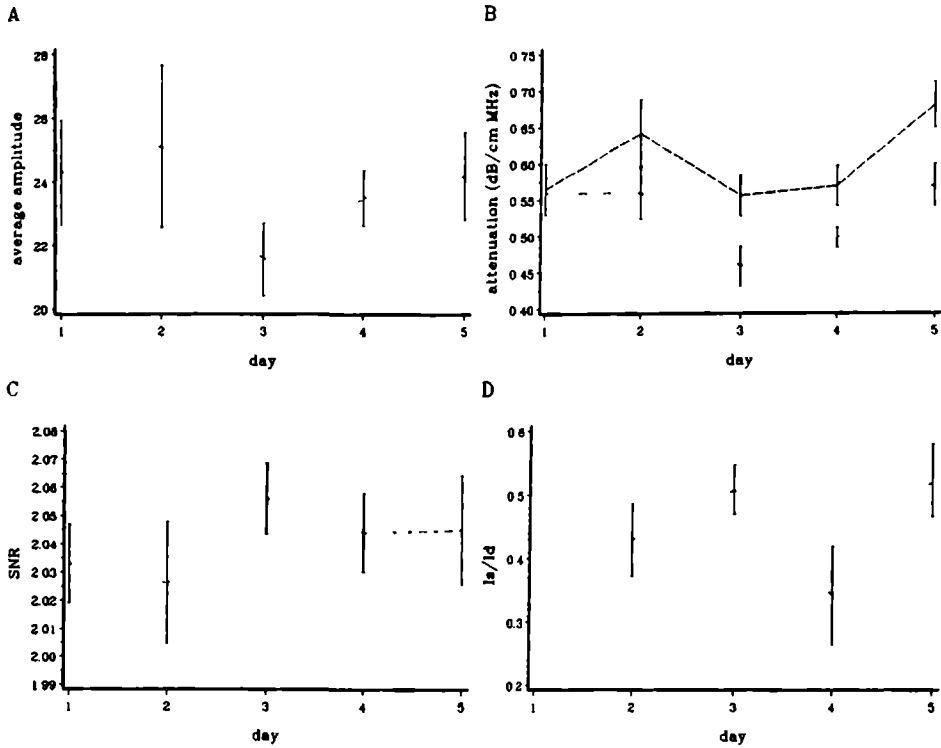 A
average amplitude
28
26
24
22
20
1 2 3 4 5
day
B
attenuation (dB/cm MHz)
0 75
0.70
0.65
0.60
0.55
0.50
0.45
0 40
1 2 3 4 5
day
C
SNR
2.08
2.07
2.06
2.05
2.04
2.03
2.02
2.01
2.00
1.99
1 2 3 4 5
day
D
ls/ld
0.6
0.5
0.4
0.3
0.2
1 2 3 4 5
day